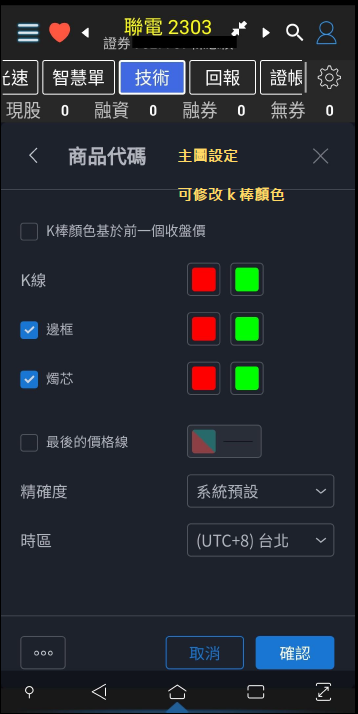 聯電 2303
證券
光速 智慧單 技術 回報 證帳
現股 0 融資 0 融券 0 無券 0
商品代碼 主圖設定
可修改 k 棒顏色
K棒顏色基於前一個收盤價
K線
邊框
燭芯
最後的價格線
精確度 系統預設
時區 (UTC+8) 台北
取消 確認